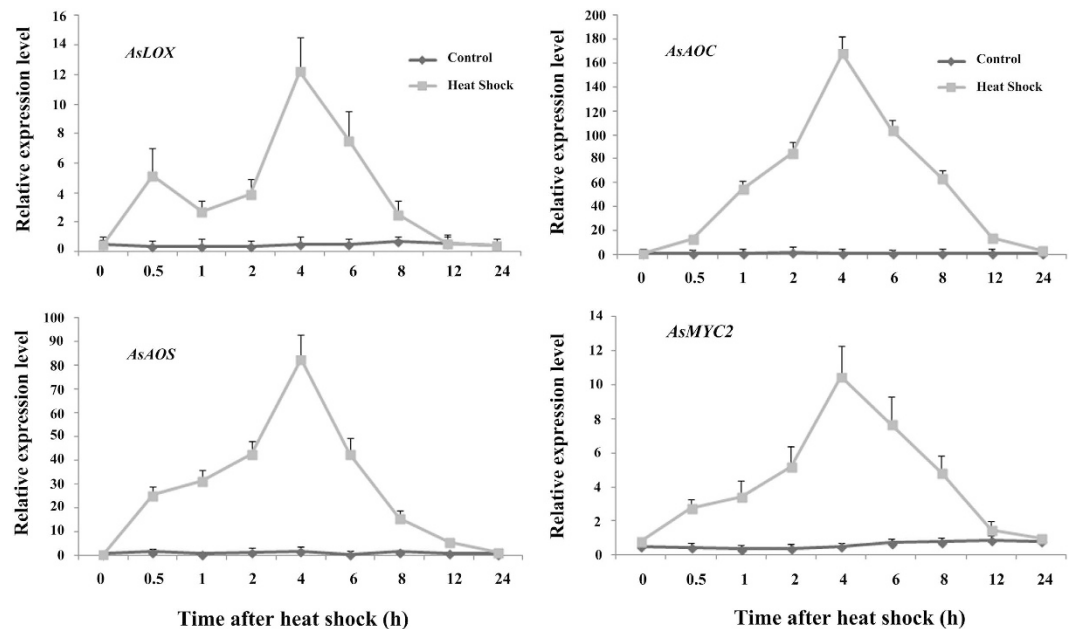 AsLOX
Relative expression level
16
14
12
10
8
6
4
2
0
Control
Heat Shock
0 0.5 1 2 4 6 8 12 24
AsAOC
Relative expression level
200
180
160
140
120
100
80
60
40
20
0
Control
Heat Shock
0 0.5 1 2 4 6 8 12 24
AsAOS
Relative expression level
100
90
80
70
60
50
40
30
20
10
0
0 0.5 1 2 4 6 8 12 24
Time after heat shock (h)
AsMYC2
Relative expression level
14
12
10
8
6
4
2
0
0 0.5 1 2 4 6 8 12 24
Time after heat shock (h)